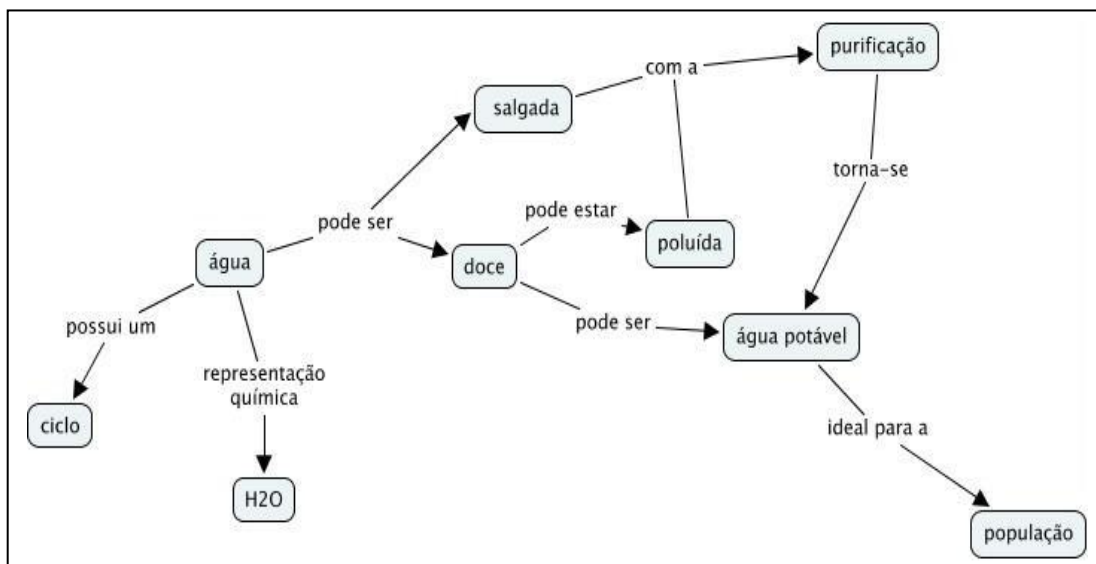 purificação
com a
salgada
torna-se
pode estar
pode ser
poluída
água
doce
pode ser
possui um
água potável
representação
química
ciclo
ideal para a
H2O
população